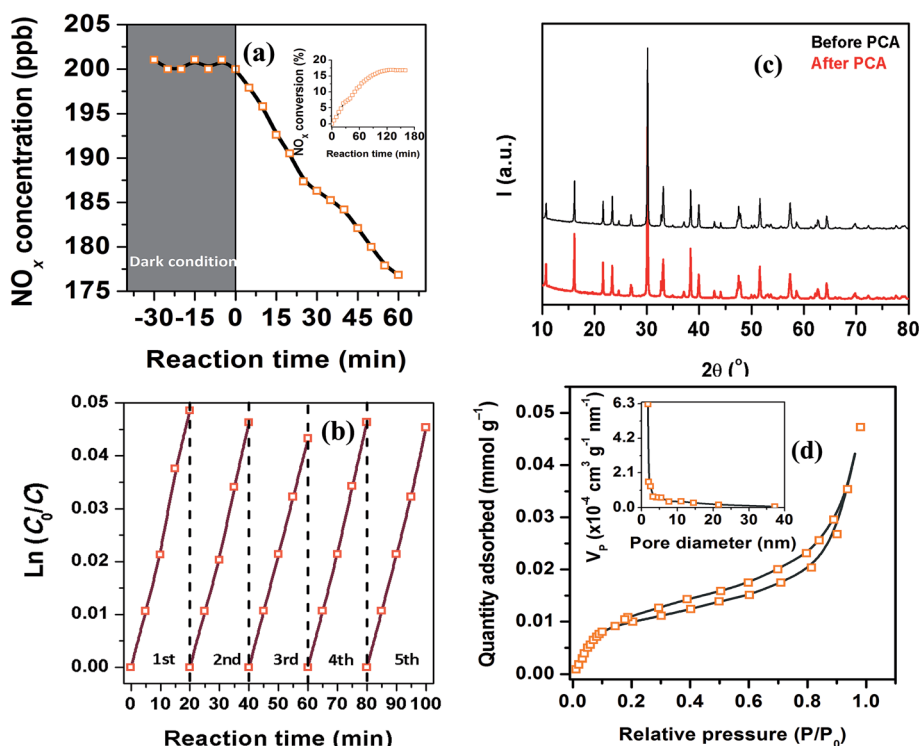 205
200
195
190
185
180
175
NOx concentration (ppb)
(a)
Dark condition
-30 -15 0 15 30 45 60
Reaction time (min)
20
15
10
5
0
NOx conversion (%)
0 60 120 180
Reaction time (min)
(c)
Before PCA
After PCA
I (a.u.)
10 20 30 40 50 60 70 80
2θ (°)
0.05
0.04
0.03
0.02
0.01
0.00
Ln (C0/C)
(b)
1st 2nd 3rd 4th 5th
0 10 20 30 40 50 60 70 80 90 100
Reaction time (min)
0.05
0.04
0.03
0.02
0.01
0.00
Quantity adsorbed (mmol g⁻¹)
(d)
6.3
4.2
2.1
0.0
VP (x10⁻⁴ cm³ g⁻¹ nm⁻¹)
0 10 20 30 40
Pore diameter (nm)
0.0 0.2 0.4 0.6 0.8 1.0
Relative pressure (P/P0)